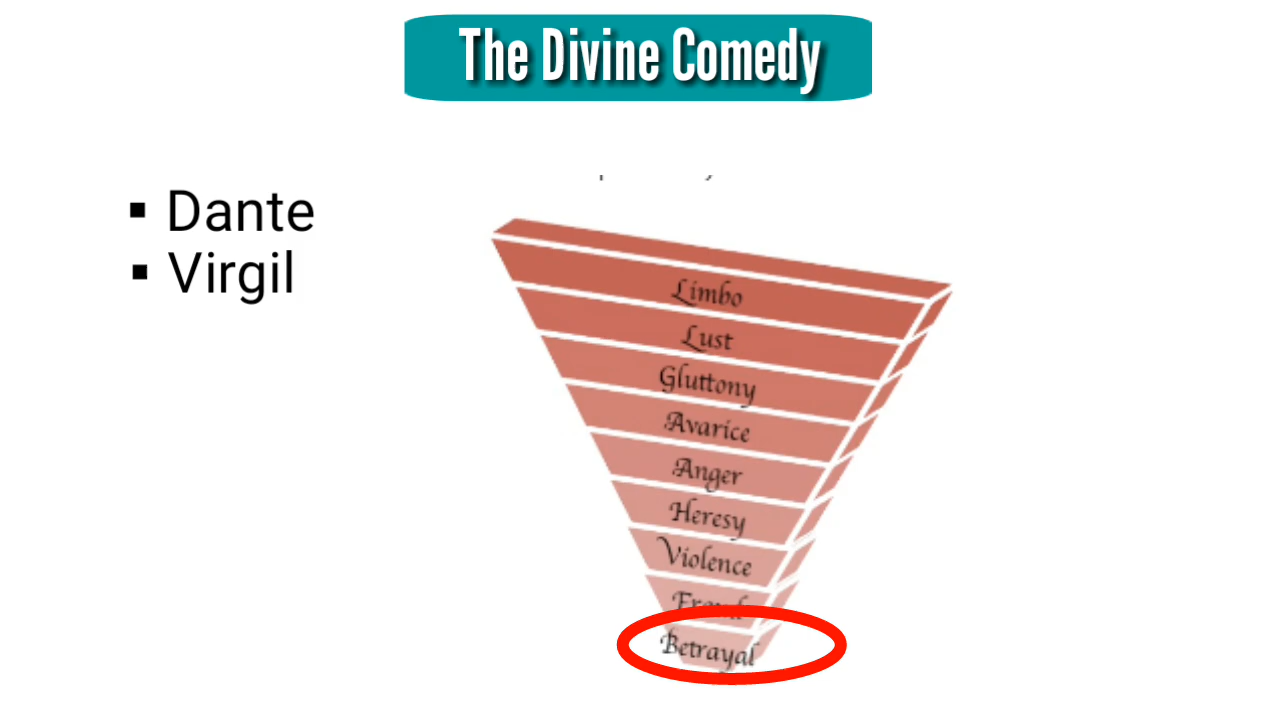 The Divine Comedy
▪ Dante
▪ Virgil
Limbo
Lust
Gluttony
Avarice
Anger
Heresy
Violence
Fraud
Betrayal